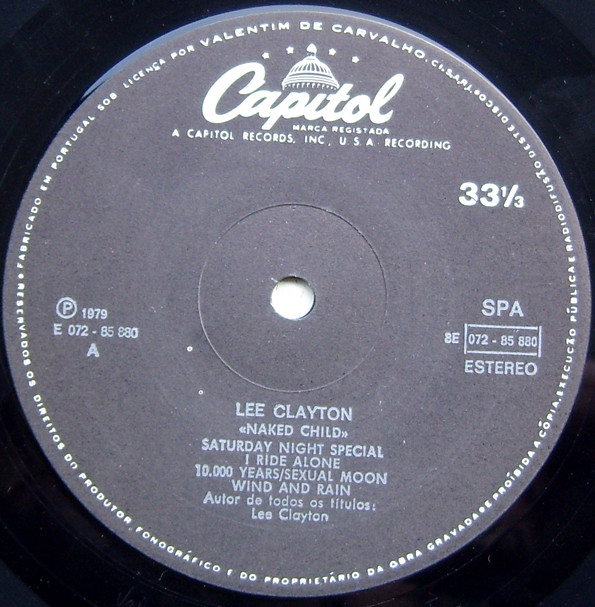 FABRICADO EM PORTUGAL SOB LICENÇA POR VALENTIM DE CARVALHO, C.I. SARL
Capitol
MARCA REGISTADA
A CAPITOL RECORDS, INC., U.S.A. RECORDING
33⅓
℗ 1979
E 072 - 85 880
A
SPA
8E 072 - 85 880
ESTEREO
LEE CLAYTON
«NAKED CHILD»
SATURDAY NIGHT SPECIAL
I RIDE ALONE
10.000 YEARS/SEXUAL MOON
WIND AND RAIN
Autor de todos os títulos:
Lee Clayton
RESERVADOS OS DIREITOS DO PRODUTOR FONOGRÁFICO E DO PROPRIETÁRIO DA OBRA GRAVADA • É PROIBIDA A CÓPIA, EXECUÇÃO PÚBLICA E RADIODIFUSÃO DESTE DISCO